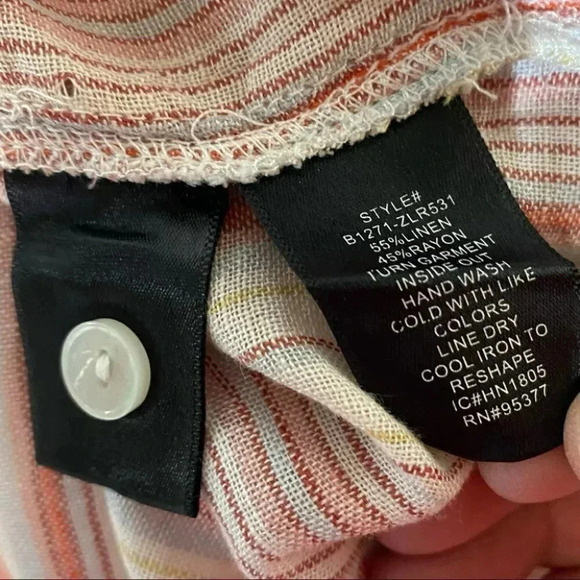 STYLE#
B1271-ZLR531
55%LINEN
45%RAYON
TURN GARMENT
INSIDE OUT
HAND WASH
COLD WITH LIKE
COLORS
LINE DRY
COOL IRON TO
RESHAPE
IC#HN1805
RN#95377